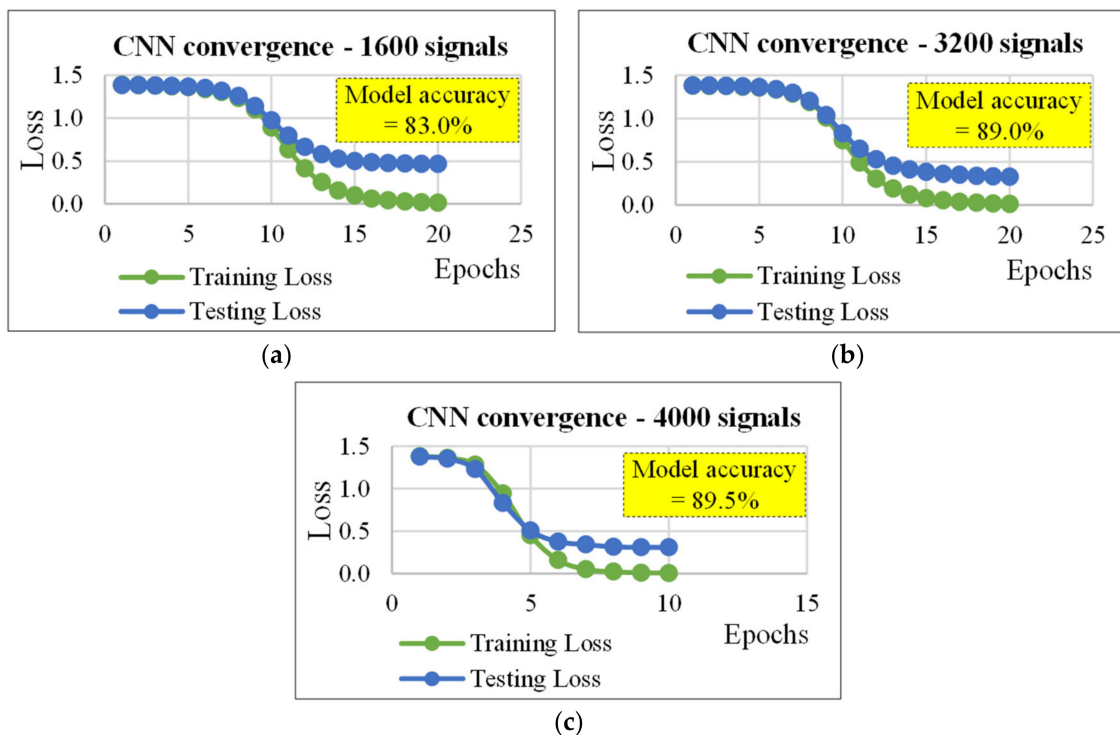 (a)
CNN convergence - 1600 signals
1.5
1.0
0.5
0.0
Loss
Model accuracy
= 83.0%
0 5 10 15 20 25
Epochs
Training Loss
Testing Loss
(a)
CNN convergence - 3200 signals
1.5
1.0
0.5
0.0
Loss
Model accuracy
= 89.0%
0 5 10 15 20 25
Epochs
Training Loss
Testing Loss
(b)
CNN convergence - 4000 signals
1.5
1.0
0.5
0.0
Loss
Model accuracy
= 89.5%
0 5 10 15
Epochs
Training Loss
Testing Loss
(c)